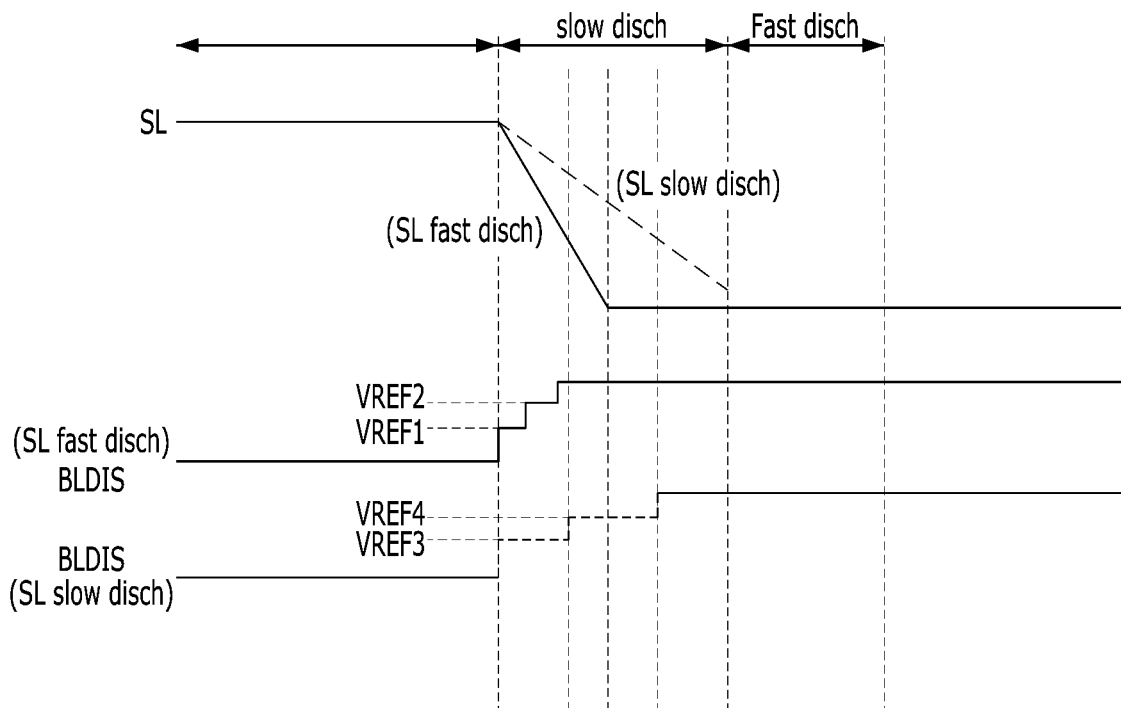 slow disch
Fast disch
SL
(SL slow disch)
(SL fast disch)
VREF2
VREF1
(SL fast disch)
BLDIS
VREF4
VREF3
BLDIS
(SL slow disch)